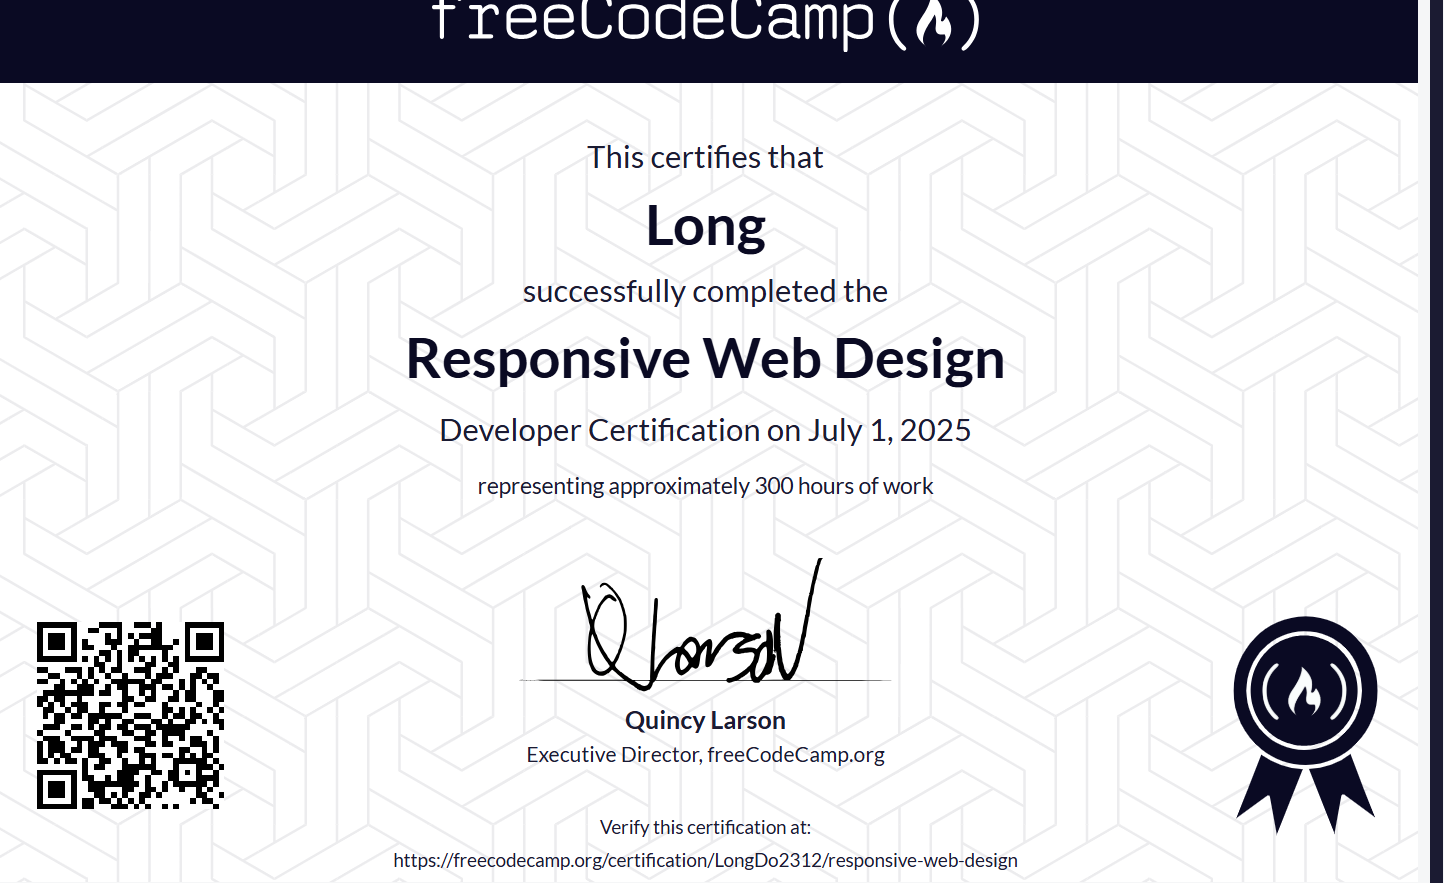 freeCodeCamp
This certifies that
Long
successfully completed the
Responsive Web Design
Developer Certification on July 1, 2025
representing approximately 300 hours of work
Quincy Larson
Executive Director, freeCodeCamp.org
Verify this certification at:
https://freecodecamp.org/certification/LongDo2312/responsive-web-design